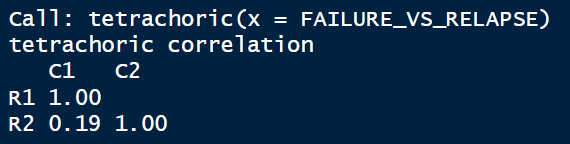 Call: tetrachoric(x = FAILURE_VS_RELAPSE)
tetrachoric correlation
   C1   C2
R1 1.00
R2 0.19 1.00